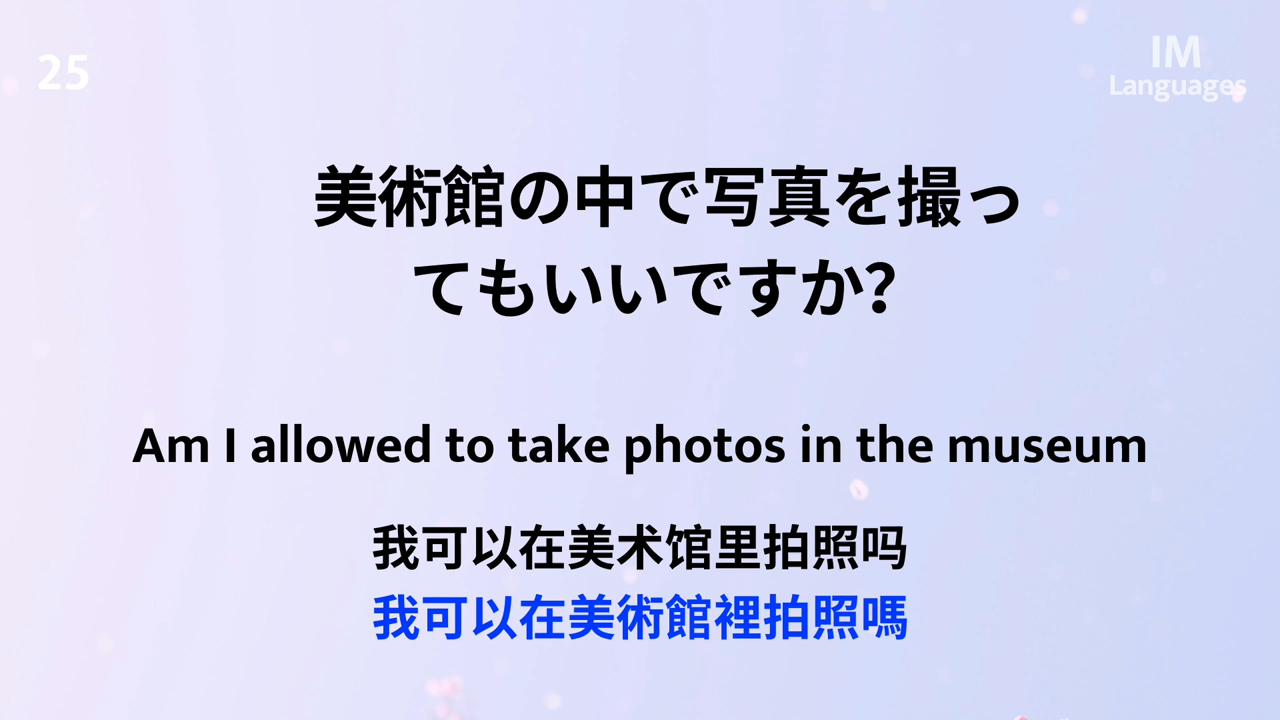 25
IM
Languages
美術館の中で写真を撮っ
てもいいですか?
Am I allowed to take photos in the museum
我可以在美术馆里拍照吗
我可以在美術館裡拍照嗎